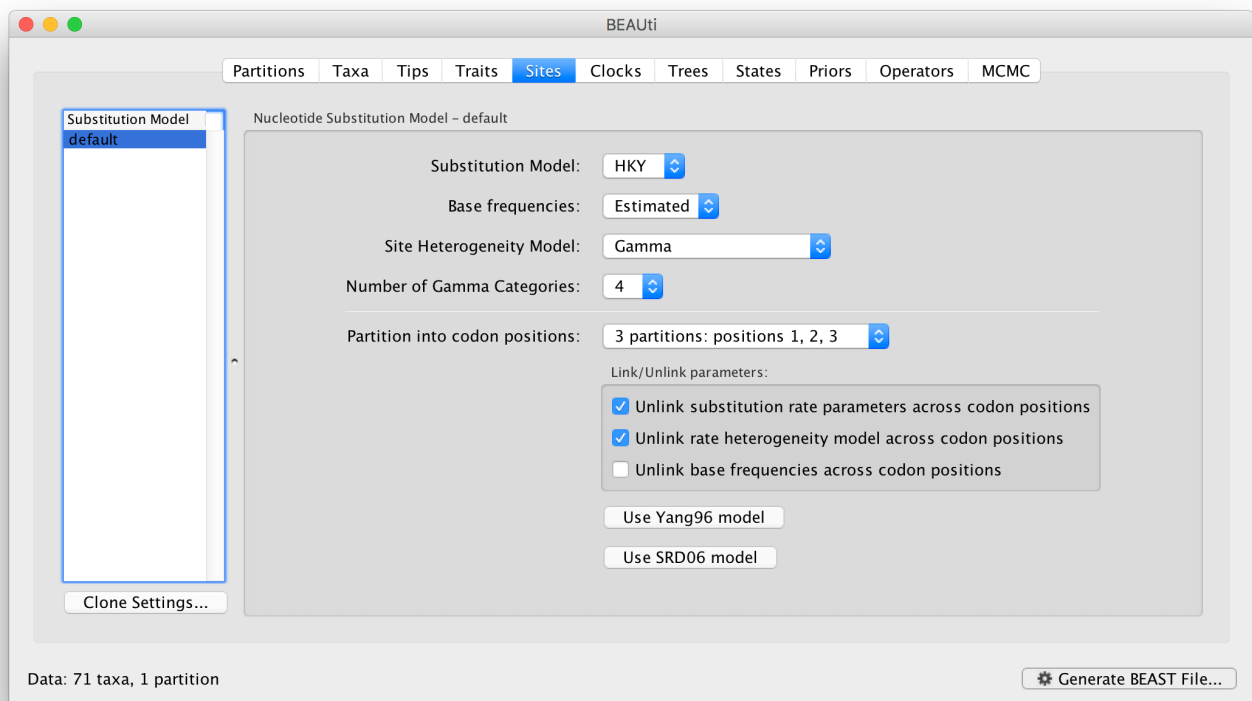 BEAUti
Partitions Taxa Tips Traits Sites Clocks Trees States Priors Operators MCMC
Substitution Model
default
Nucleotide Substitution Model – default
Substitution Model: HKY
Base frequencies: Estimated
Site Heterogeneity Model: Gamma
Number of Gamma Categories: 4
Partition into codon positions: 3 partitions: positions 1, 2, 3
Link/Unlink parameters:
Unlink substitution rate parameters across codon positions
Unlink rate heterogeneity model across codon positions
Unlink base frequencies across codon positions
Use Yang96 model
Use SRD06 model
Clone Settings...
Data: 71 taxa, 1 partition
Generate BEAST File...